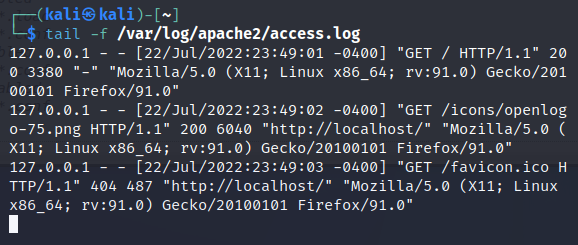 ┌──(kali㉿kali)-[~]
└─$ tail -f /var/log/apache2/access.log
127.0.0.1 - - [22/Jul/2022:23:49:01 -0400] "GET / HTTP/1.1" 20
0 3380 "-" "Mozilla/5.0 (X11; Linux x86_64; rv:91.0) Gecko/201
00101 Firefox/91.0"
127.0.0.1 - - [22/Jul/2022:23:49:02 -0400] "GET /icons/openlog
o-75.png HTTP/1.1" 200 6040 "http://localhost/" "Mozilla/5.0 (
X11; Linux x86_64; rv:91.0) Gecko/20100101 Firefox/91.0"
127.0.0.1 - - [22/Jul/2022:23:49:03 -0400] "GET /favicon.ico H
TTP/1.1" 404 487 "http://localhost/" "Mozilla/5.0 (X11; Linux
x86_64; rv:91.0) Gecko/20100101 Firefox/91.0"